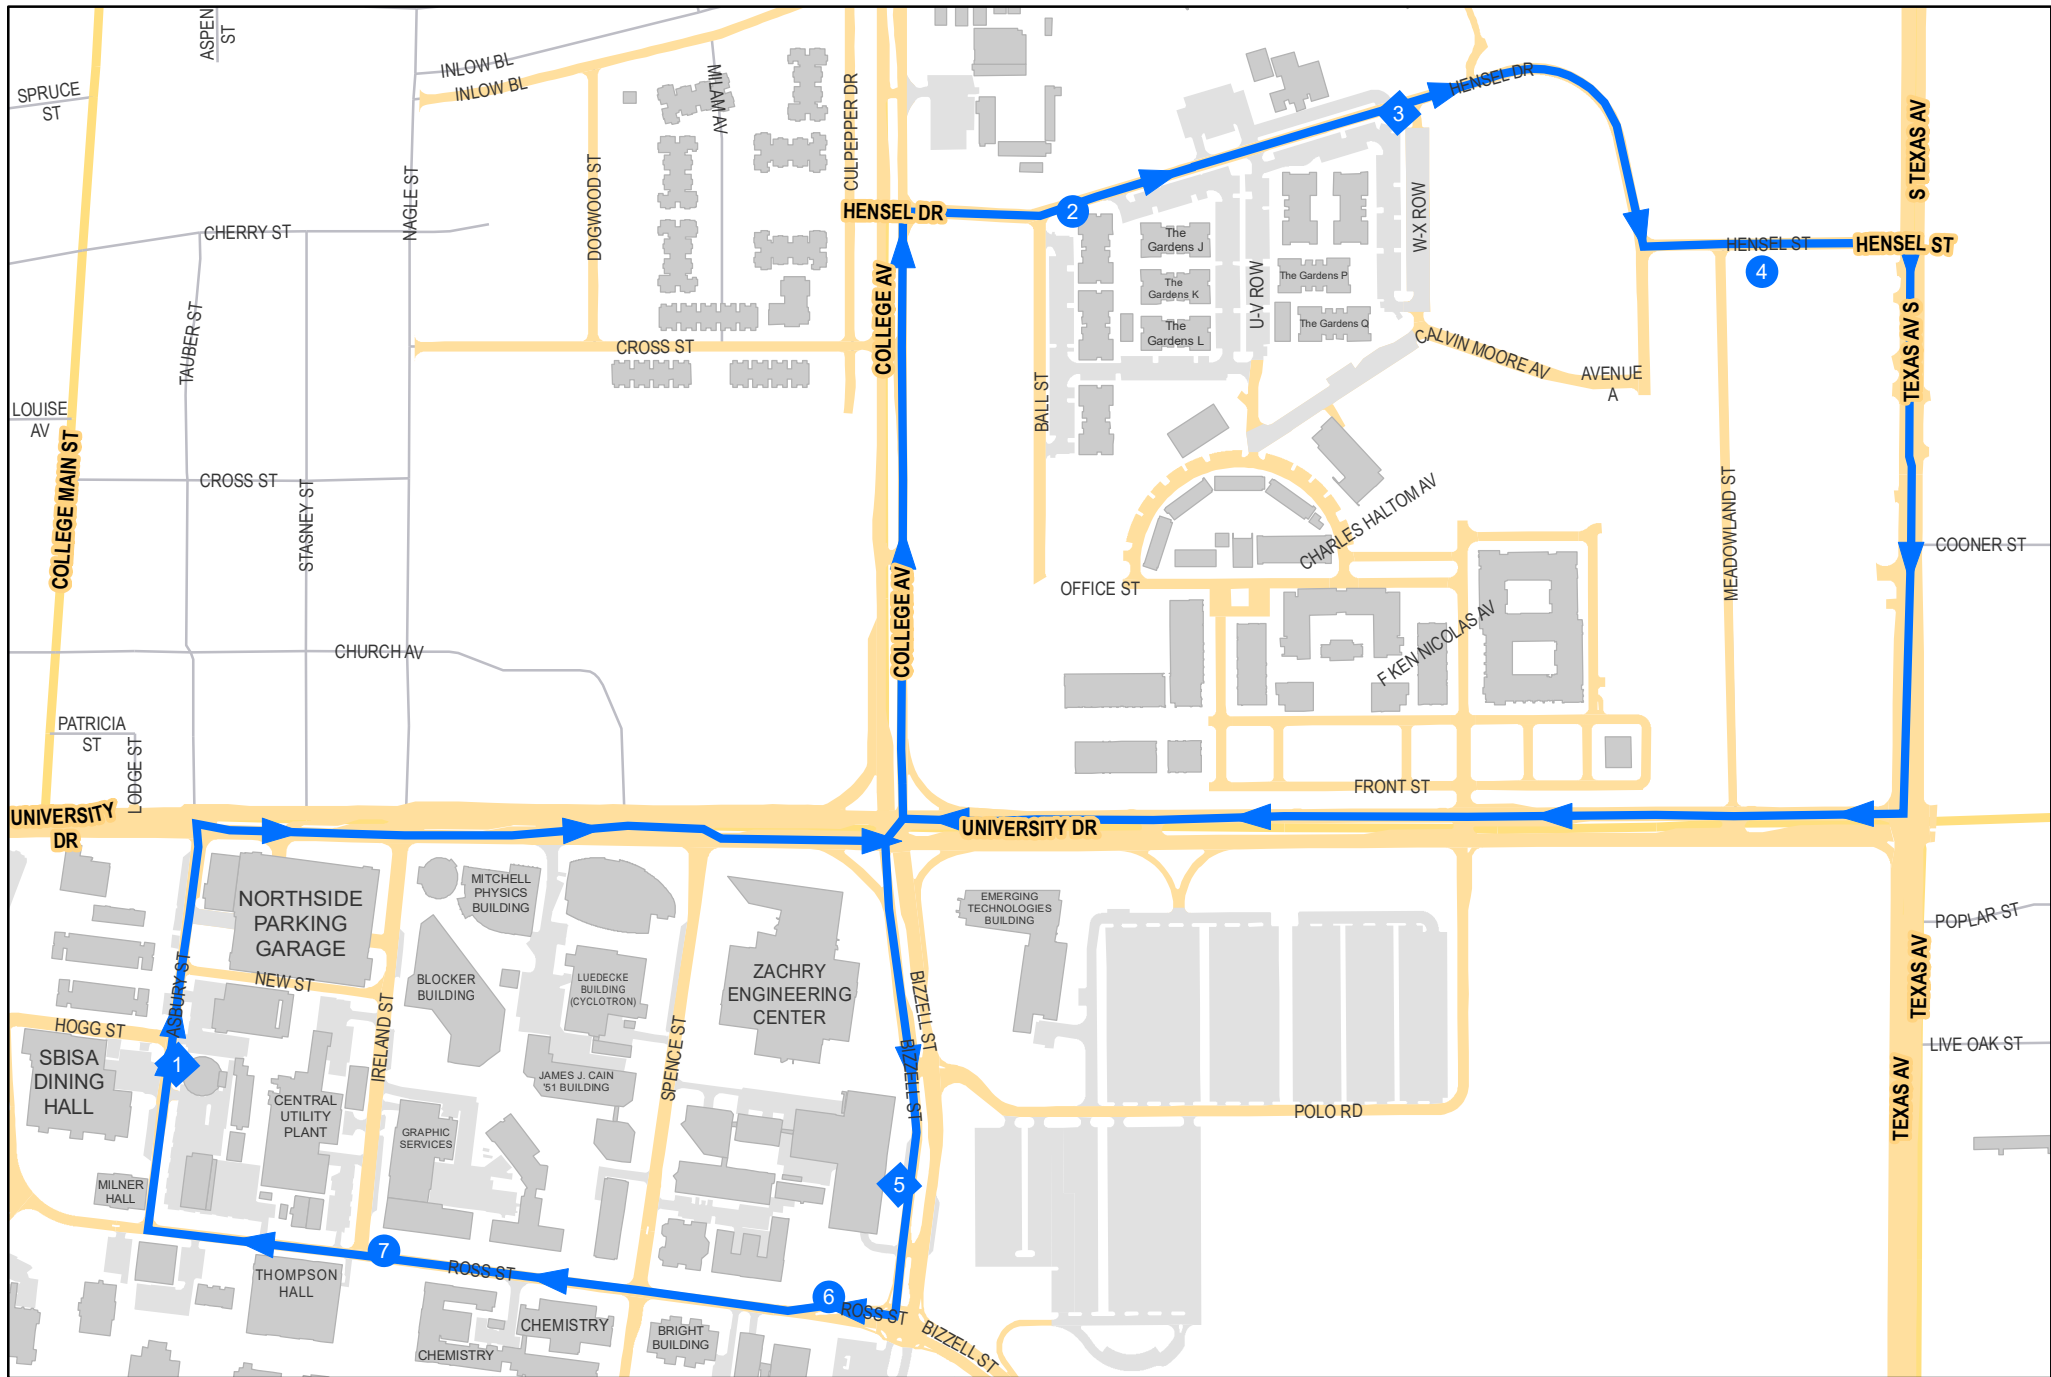 ASPEN
ST
INLOW BL
INLOW BL
SPRUCE
ST
MILAM AV
CULPEPPER DR
HENSEL DR
3
S TEXAS AV
NAGLE ST
DOGWOOD ST
HENSEL DR
2
W-X ROW
CHERRY ST
The
Gardens J
HENSEL ST
HENSEL ST
4
The
Gardens K
The Gardens P
U-V ROW
TAUBER ST
COLLEGE AV
The
Gardens L
The Gardens Q
TEXAS AV S
CROSS ST
CALVIN MOORE AV
AVENUE
A
LOUISE
AV
BALL ST
COLLEGE MAIN ST
CROSS ST
STASNEY ST
CHARLES HALTOM AV
MEADOWLAND ST
COONER ST
OFFICE ST
COLLEGE AV
F KEN NICOLAS AV
CHURCH AV
PATRICIA
ST
LODGE ST
FRONT ST
UNIVERSITY
DR
UNIVERSITY DR
NORTHSIDE
PARKING
GARAGE
MITCHELL
PHYSICS
BUILDING
EMERGING
TECHNOLOGIES
BUILDING
POPLAR ST
ASBURY ST
NEW ST
BLOCKER
BUILDING
LUEDECKE
BUILDING
(CYCLOTRON)
ZACHRY
ENGINEERING
CENTER
BIZZELL ST
TEXAS AV
HOGG ST
IRELAND ST
SPENCE ST
LIVE OAK ST
SBISA
DINING
HALL
1
CENTRAL
UTILITY
PLANT
JAMES J. CAIN
'51 BUILDING
BIZZELL ST
TEXAS AV
POLO RD
GRAPHIC
SERVICES
MILNER
HALL
5
7
ROSS ST
THOMPSON
HALL
6
ROSS ST
CHEMISTRY
BRIGHT
BUILDING
BIZZELL ST
CHEMISTRY